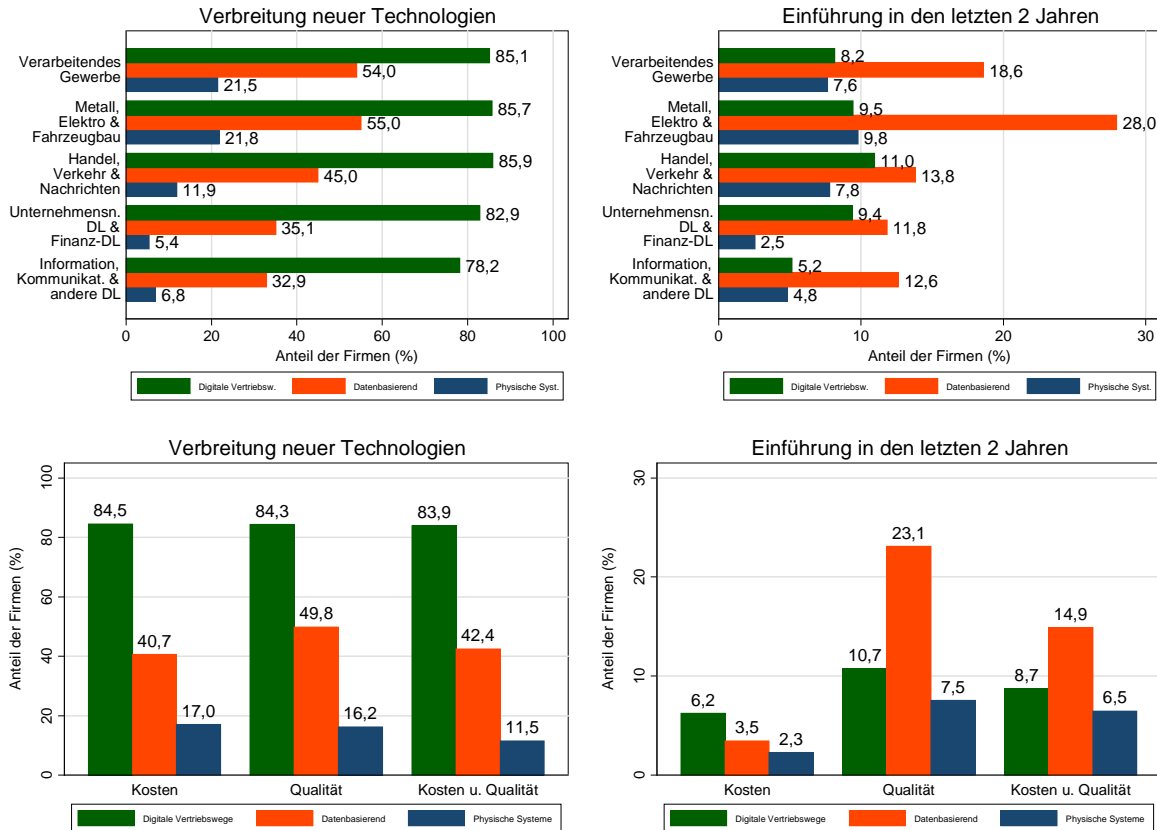 Verbreitung neuer Technologien
Verarbeitendes
Gewerbe
85,1
54,0
21,5
Metall,
Elektro &
Fahrzeugbau
85,7
55,0
21,8
Handel,
Verkehr &
Nachrichten
85,9
45,0
11,9
Unternehmensn.
DL &
Finanz-DL
82,9
35,1
5,4
Information,
Kommunikat. &
andere DL
78,2
32,9
6,8
0 20 40 60 80 100
Anteil der Firmen (%)
Digitale Vertriebsw. Datenbasierend Physische Syst.
Einführung in den letzten 2 Jahren
Verarbeitendes
Gewerbe
8,2
18,6
7,6
Metall,
Elektro &
Fahrzeugbau
9,5
28,0
9,8
Handel,
Verkehr &
Nachrichten
11,0
13,8
7,8
Unternehmensn.
DL &
Finanz-DL
9,4
11,8
2,5
Information,
Kommunikat. &
andere DL
5,2
12,6
4,8
0 10 20 30
Anteil der Firmen (%)
Digitale Vertriebsw. Datenbasierend Physische Syst.
Verbreitung neuer Technologien
Anteil der Firmen (%)
100
80
60
40
20
0
84,5 40,7 17,0
84,3 49,8 16,2
83,9 42,4 11,5
Kosten Qualität Kosten u. Qualität
Digitale Vertriebswege Datenbasierend Physische Systeme
Einführung in den letzten 2 Jahren
Anteil der Firmen (%)
30
20
10
0
6,2 3,5 2,3
10,7 23,1 7,5
8,7 14,9 6,5
Kosten Qualität Kosten u. Qualität
Digitale Vertriebswege Datenbasierend Physische Systeme